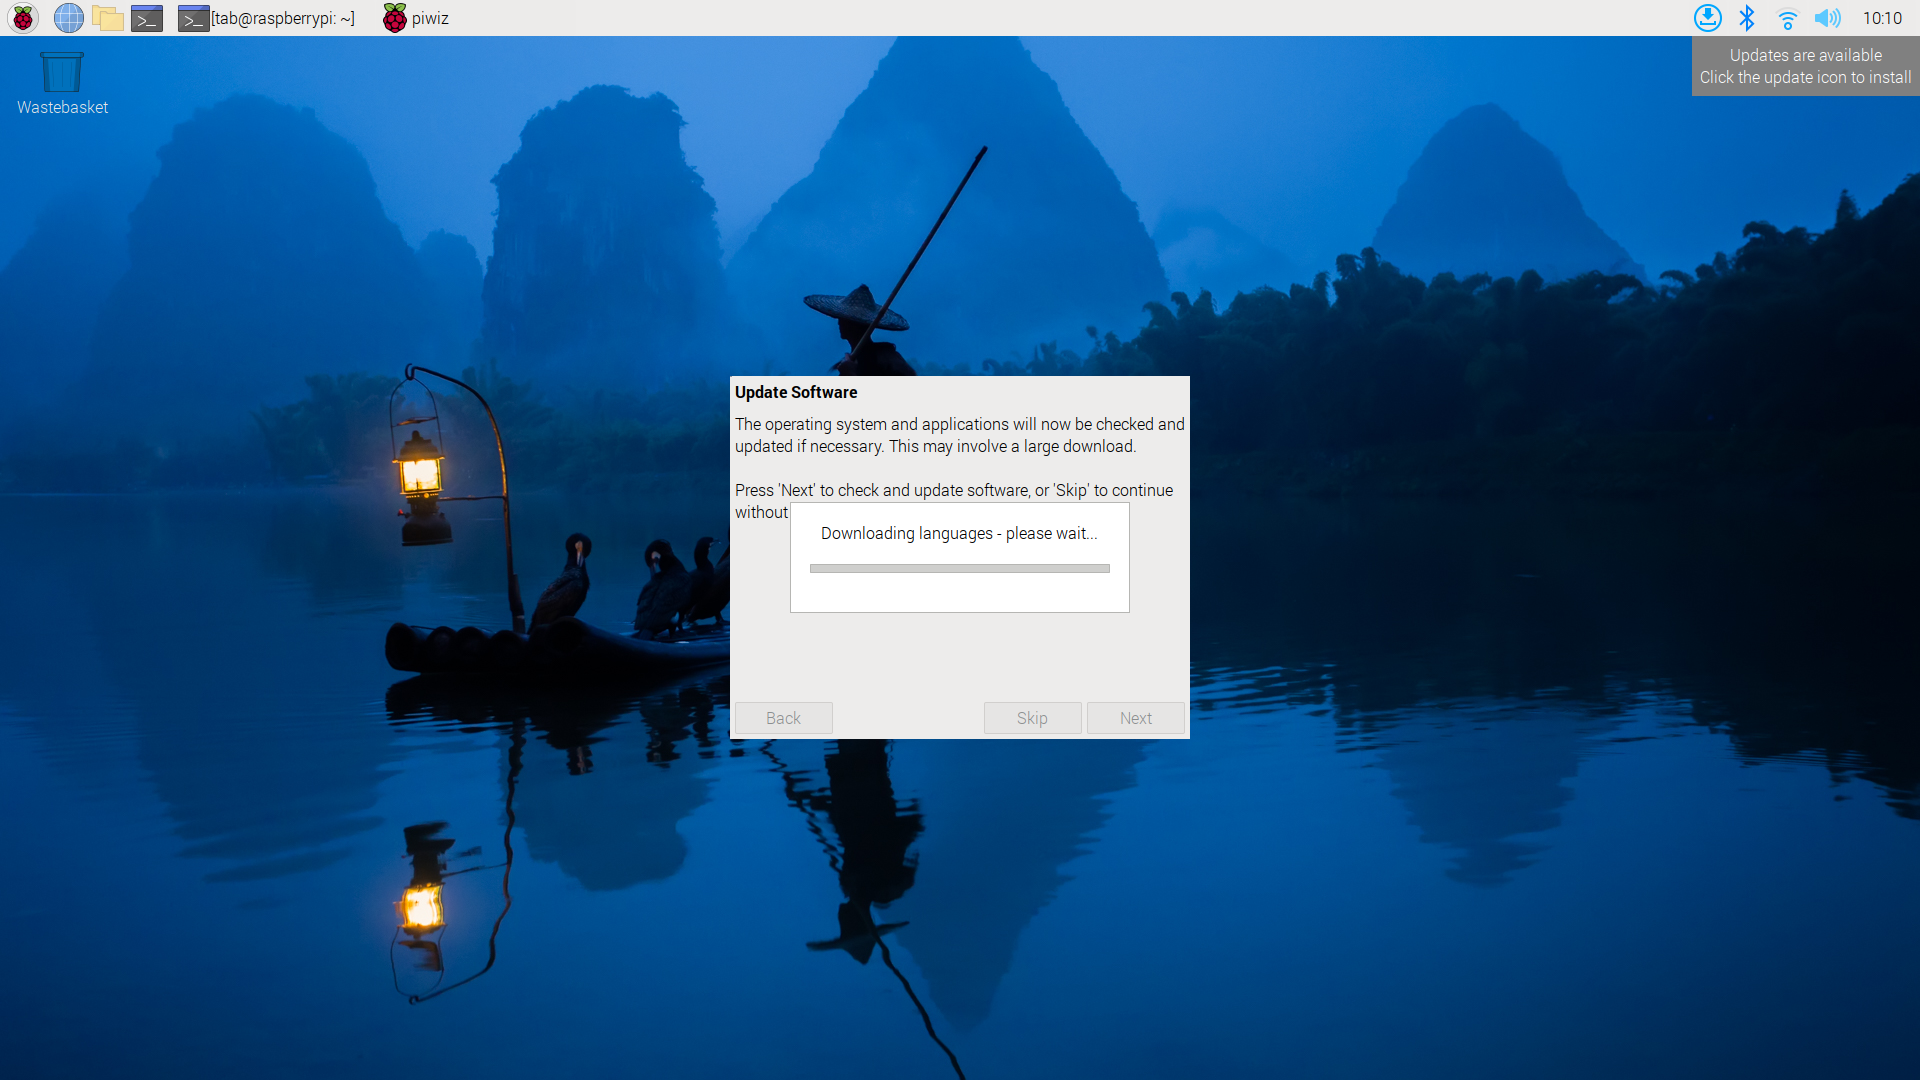 [tab@raspberrypi: ~]
piwiz
10:10
Updates are available
Click the update icon to install
Wastebasket
Update Software
The operating system and applications will now be checked and
updated if necessary. This may involve a large download.
Press 'Next' to check and update software, or 'Skip' to continue
without
Downloading languages - please wait...
Back
Skip
Next